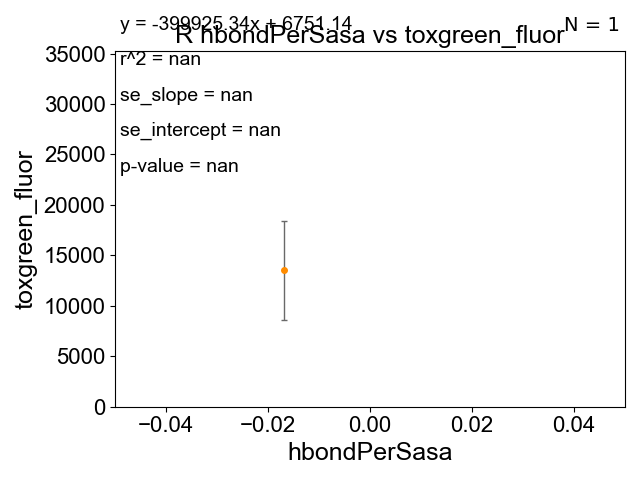 y = -399925.34x + 6751.14
N = 1
R hbondPerSasa vs toxgreen_fluor
r^2 = nan
se_slope = nan
se_intercept = nan
p-value = nan
35000
30000
25000
20000
15000
10000
5000
0
toxgreen_fluor
−0.04 −0.02 0.00 0.02 0.04
hbondPerSasa